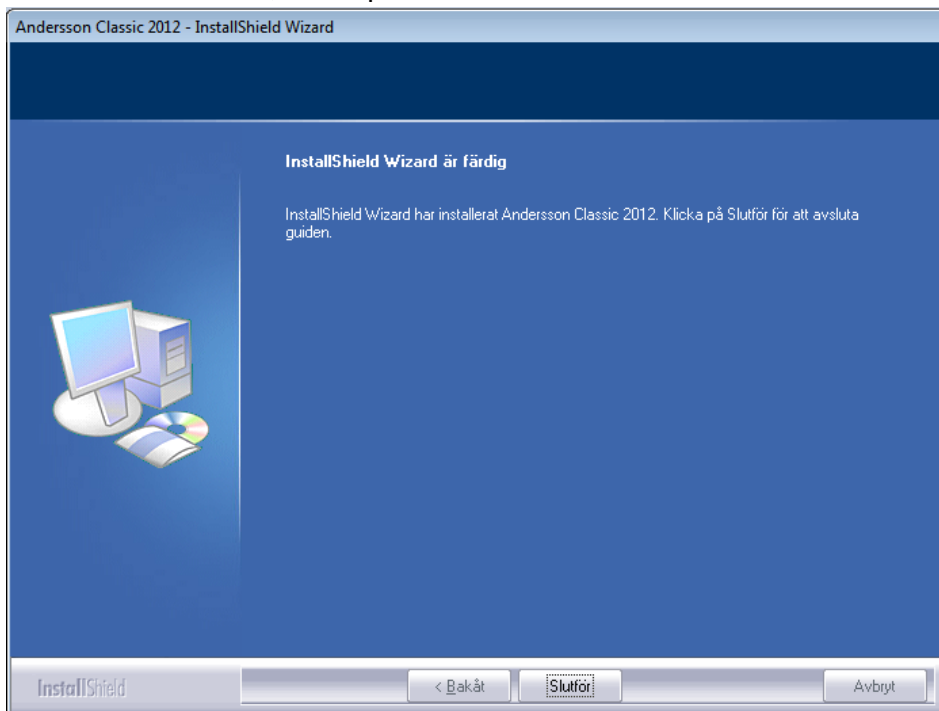 Andersson Classic 2012 - InstallShield Wizard
InstallShield Wizard är färdig
InstallShield Wizard har installerat Andersson Classic 2012. Klicka på Slutför för att avsluta
guiden.
InstallShield
< Bakåt
Slutför
Avbryt